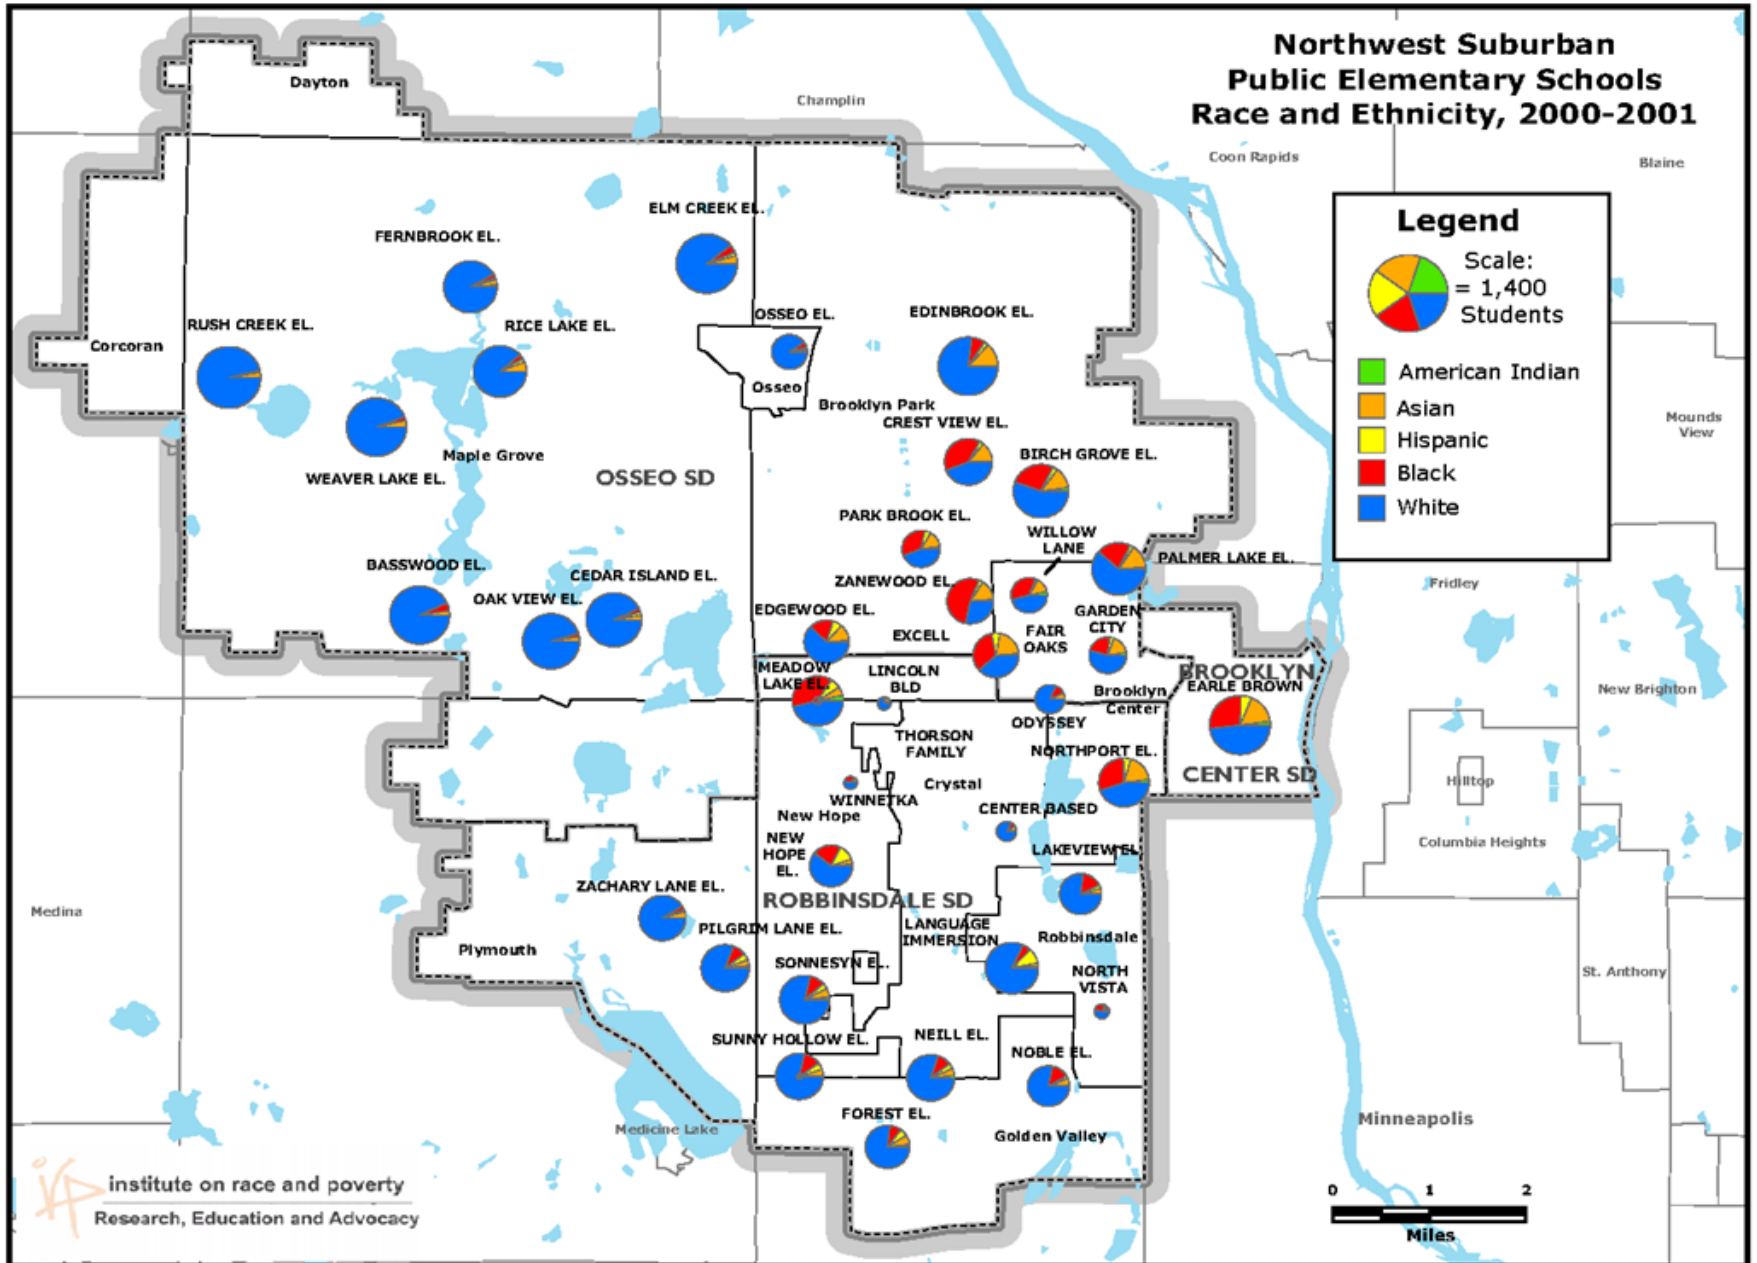 Northwest Suburban
Public Elementary Schools
Race and Ethnicity, 2000-2001
Dayton
Champlin
Coon Rapids
Blaine
Legend
Scale:
= 1,400
Students
American Indian
Asian
Hispanic
Black
White
ELM CREEK EL.
FERNBROOK EL.
RUSH CREEK EL.
RICE LAKE EL.
OSSEO EL.
EDINBROOK EL.
Corcoran
Osseo
Brooklyn Park
CREST VIEW EL.
Mounds
View
Maple Grove
BIRCH GROVE EL.
WEAVER LAKE EL.
OSSEO SD
PARK BROOK EL.
WILLOW
LANE
PALMER LAKE EL.
BASSWOOD EL.
CEDAR ISLAND EL.
ZANEWOOD EL.
Fridley
OAK VIEW EL.
EDGEWOOD EL.
GARDEN
CITY
EXCELL
FAIR
OAKS
MEADOW
LAKE EL.
LINCOLN
BLD
BROOKLYN
EARLE BROWN
New Brighton
Brooklyn
Center
ODYSSEY
THORSON
FAMILY
NORTHPORT EL.
CENTER SD
Hilltop
Crystal
WINNETKA
CENTER BASED
New Hope
NEW
HOPE
EL.
LAKEVIEW EL.
Columbia Heights
ZACHARY LANE EL.
ROBBINSDALE SD
Medina
PILGRIM LANE EL.
LANGUAGE
IMMERSION
Robbinsdale
Plymouth
SONNESYN EL.
NORTH
VISTA
St. Anthony
SUNNY HOLLOW EL.
NEILL EL.
NOBLE EL.
FOREST EL.
Medicine Lake
Golden Valley
Minneapolis
institute on race and poverty
Research, Education and Advocacy
0 1 2
Miles